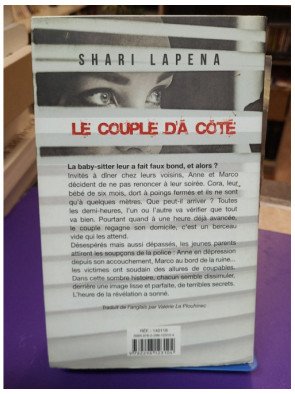 SHARI LAPENA
LE COUPLE D'À CÔTÉ
La baby-sitter leur a fait faux bond, et alors ?
Invités à dîner chez leurs voisins, Anne et Marco
décident de ne pas renoncer à leur soirée. Cora, leur
bébé de six mois, dort à poings fermés et ils ne sont
qu'à quelques mètres. Que peut-il arriver ? Toutes
les demi-heures, l'un ou l'autre va vérifier que tout
va bien. Pourtant quand à une heure déjà avancée,
le couple regagne son domicile, c'est un berceau
vide qui les attend.
Désespérés mais aussi dépassés, les jeunes parents
attirent les soupçons de la police : Anne en dépression
depuis son accouchement, Marco au bord de la ruine...
les victimes ont soudain des allures de coupables.
Dans cette sombre histoire, chacun semble dissimuler,
derrière une image lisse et parfaite, de terribles secrets.
L'heure de la révélation a sonné.
Traduit de l'anglais par Valérie Le Plouhinec